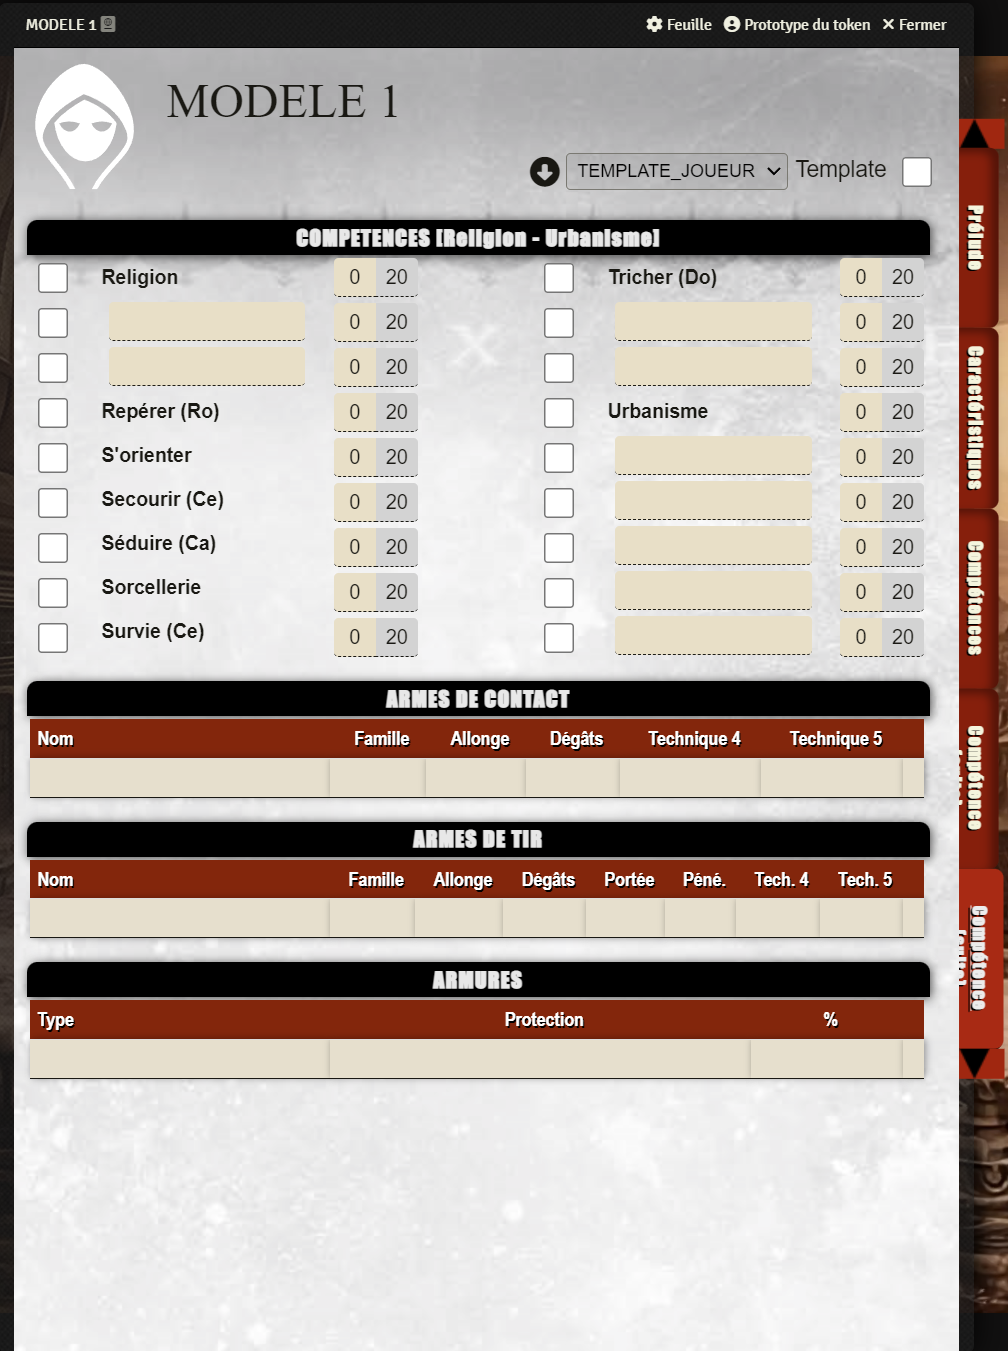 MODELE 1
Feuille Prototype du token Fermer
MODELE 1
TEMPLATE_JOUEUR Template
COMPETENCES [Religion - Urbanisme]
Religion 0 20 Tricher (Do) 0 20
0 20 0 20
0 20 0 20
Repérer (Ro) 0 20 Urbanisme 0 20
S'orienter 0 20 0 20
Secourir (Ce) 0 20 0 20
Séduire (Ca) 0 20 0 20
Sorcellerie 0 20 0 20
Survie (Ce) 0 20 0 20
ARMES DE CONTACT
Nom Famille Allonge Dégâts Technique 4 Technique 5
ARMES DE TIR
Nom Famille Allonge Dégâts Portée Péné. Tech. 4 Tech. 5
ARMURES
Type Protection %
Prélude
Caractéristiques
Compétences
Compétence
Compétence